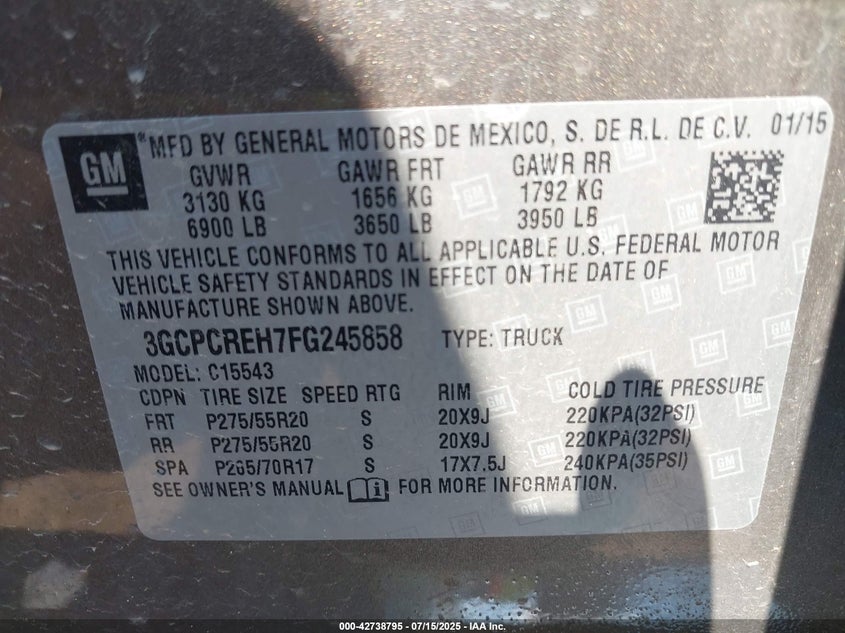 GM
® MFD BY GENERAL MOTORS DE MEXICO, S. DE R.L. DE C.V. 01/15
GVWR GAWR FRT GAWR RR
3130 KG 1656 KG 1792 KG
6900 LB 3650 LB 3950 LB
THIS VEHICLE CONFORMS TO ALL APPLICABLE U.S. FEDERAL MOTOR
VEHICLE SAFETY STANDARDS IN EFFECT ON THE DATE OF
MANUFACTURE SHOWN ABOVE.
3GCPCREH7FG245858 TYPE: TRUCK
MODEL: C15543
CDPN TIRE SIZE SPEED RTG RIM COLD TIRE PRESSURE
FRT P275/55R20 S 20X9J 220KPA(32PSI)
RR P275/55R20 S 20X9J 220KPA(32PSI)
SPA P265/70R17 S 17X7.5J 240KPA(35PSI)
SEE OWNER'S MANUAL FOR MORE INFORMATION.
000-42738795 - 07/15/2025 - IAA Inc.